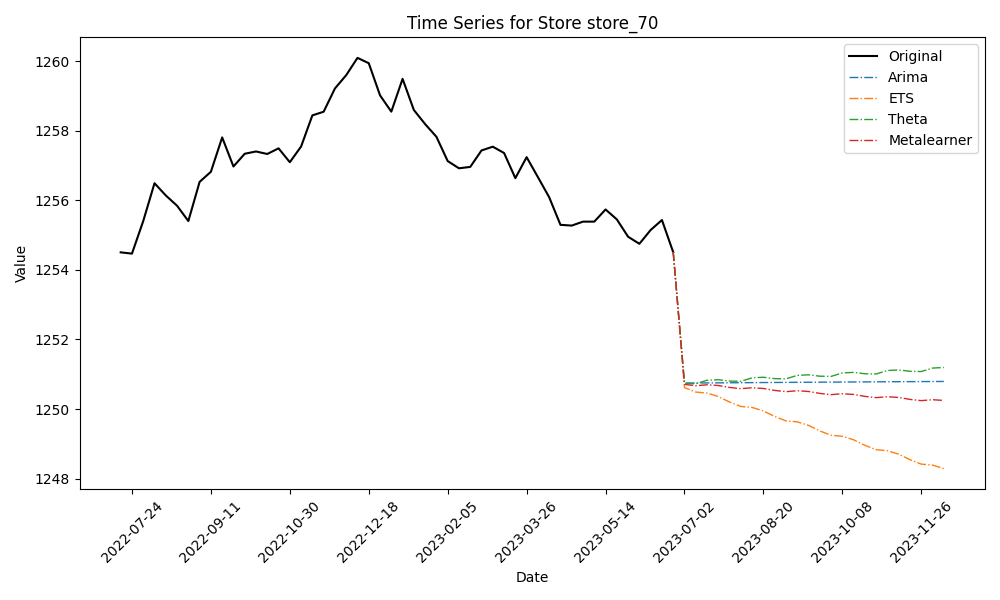 Time Series for Store store_70
Original
Arima
ETS
Theta
Metalearner
Value
1260
1258
1256
1254
1252
1250
1248
2022-07-24
2022-09-11
2022-10-30
2022-12-18
2023-02-05
2023-03-26
2023-05-14
2023-07-02
2023-08-20
2023-10-08
2023-11-26
Date